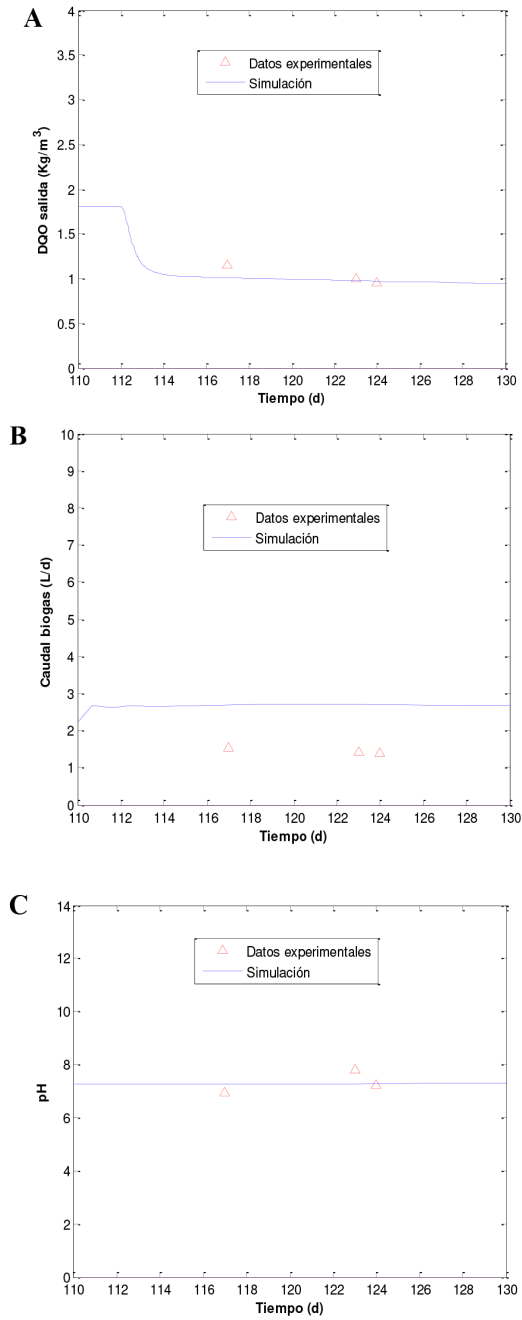 A
4
3.5
3
2.5
2
1.5
1
0.5
0
DQO salida (Kg/m³)
Datos experimentales
Simulación
110 112 114 116 118 120 122 124 126 128 130
Tiempo (d)
B
10
9
8
7
6
5
4
3
2
1
0
Caudal biogas (L/d)
Datos experimentales
Simulación
110 112 114 116 118 120 122 124 126 128 130
Tiempo (d)
C
14
12
10
8
6
4
2
0
pH
Datos experimentales
Simulación
110 112 114 116 118 120 122 124 126 128 130
Tiempo (d)